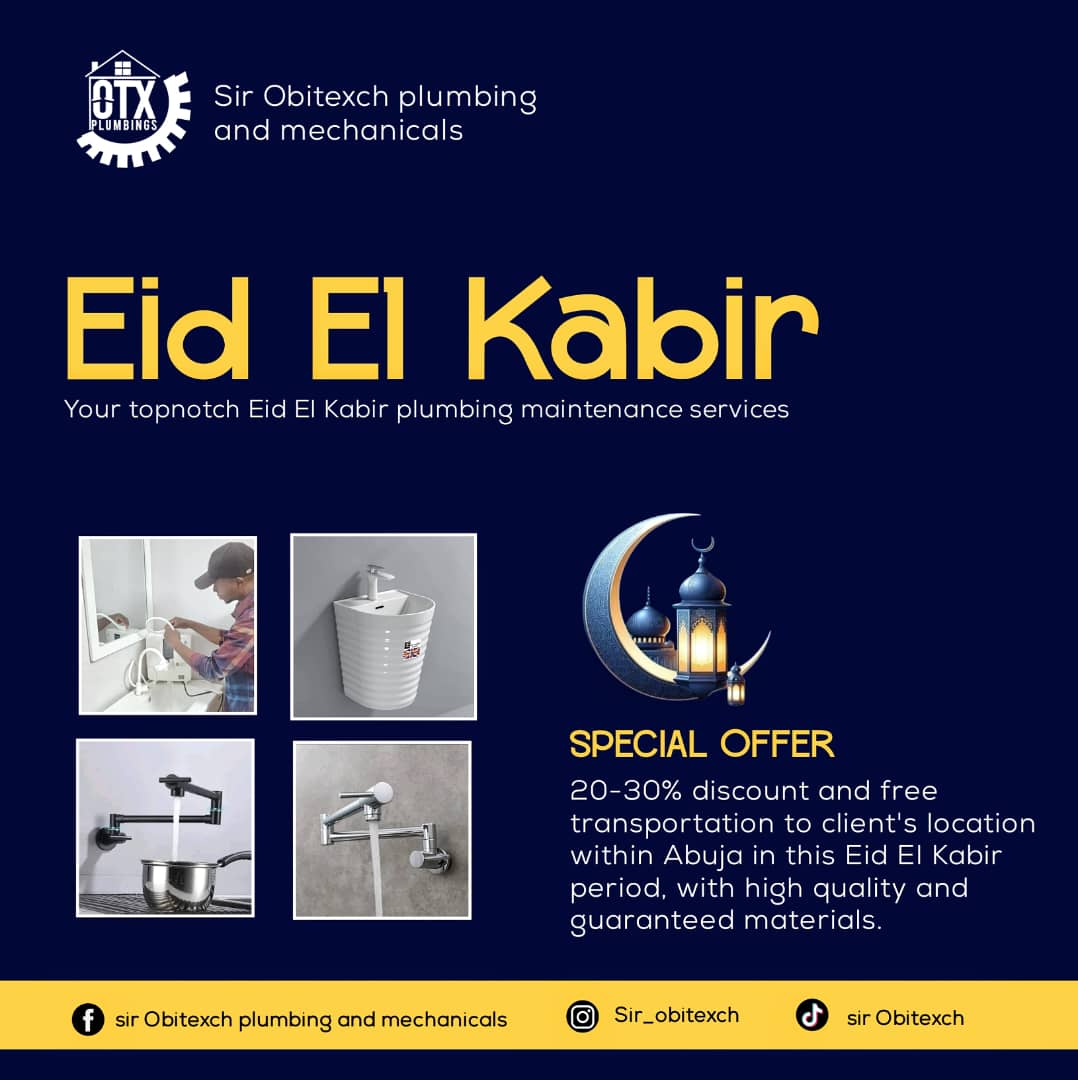 OTX
PLUMBINGS
Sir Obitexch plumbing
and mechanicals
Eid El Kabir
Your topnotch Eid El Kabir plumbing maintenance services
SPECIAL OFFER
20-30% discount and free
transportation to client's location
within Abuja in this Eid El Kabir
period, with high quality and
guaranteed materials.
sir Obitexch plumbing and mechanicals
Sir_obitexch
sir Obitexch